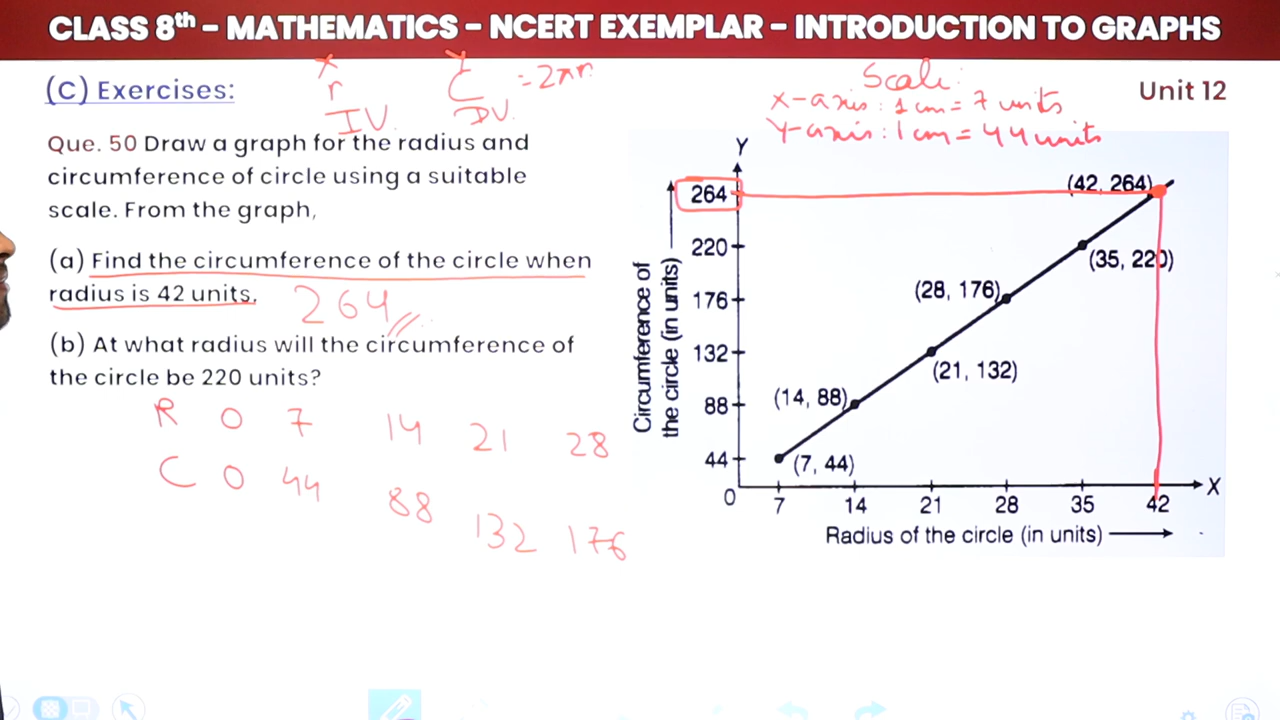 CLASS 8th – MATHEMATICS – NCERT EXEMPLAR – INTRODUCTION TO GRAPHS
(C) Exercises:
x y
r C = 2πr
IV DV.
Scale:
x-axis: 1 cm = 7 units
Y-axis: 1 cm = 44 units
Unit 12
Que. 50 Draw a graph for the radius and
circumference of circle using a suitable
scale. From the graph,
(a) Find the circumference of the circle when
radius is 42 units.
264
(b) At what radius will the circumference of
the circle be 220 units?
R 0 7 14 21 28
C 0 44 88 132 176
Y
264
220
176
132
88
44
0
Circumference of
the circle (in units)
(42, 264)
(35, 220)
(28, 176)
(21, 132)
(14, 88)
(7, 44)
7 14 21 28 35 42 X
Radius of the circle (in units)